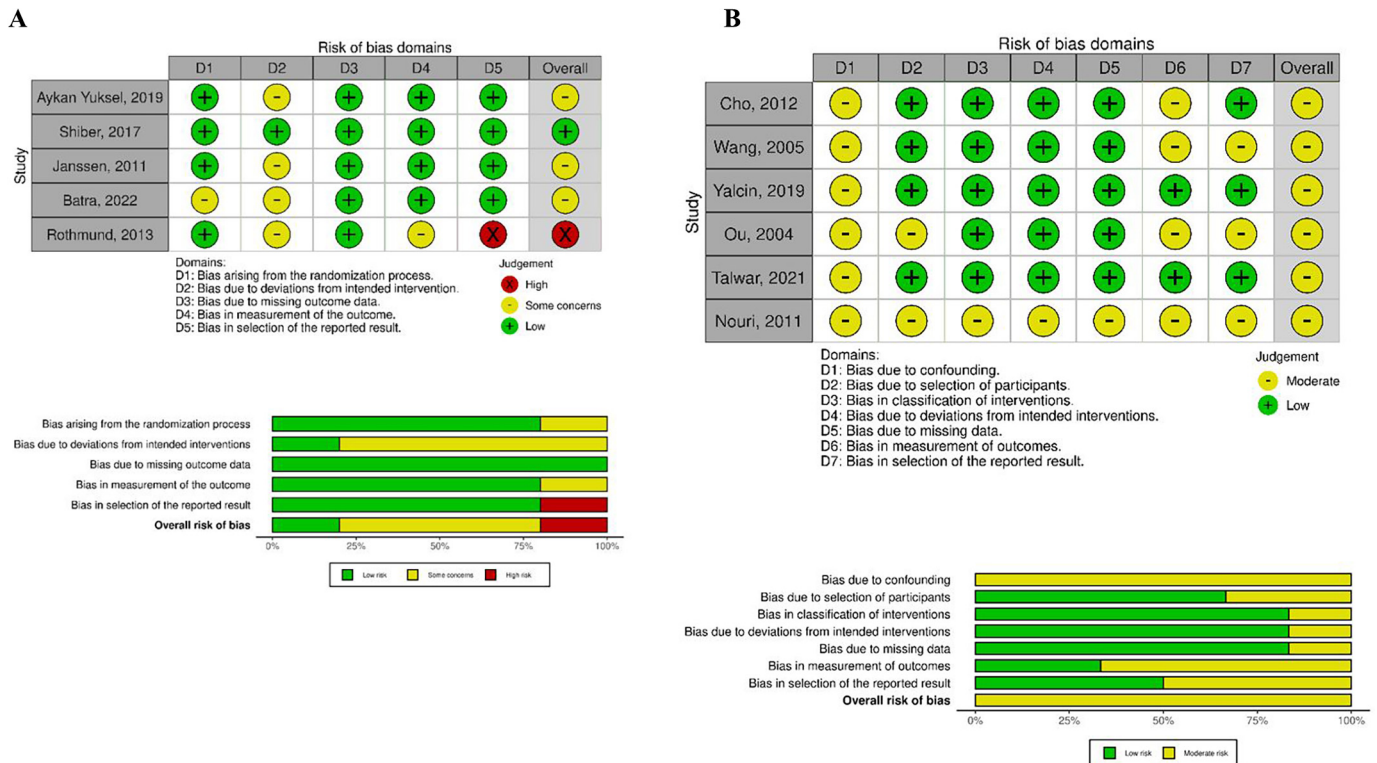 A
Risk of bias domains
D1 D2 D3 D4 D5 Overall
Study
Aykan Yuksel, 2019 + - + + + -
Shiber, 2017 + + + + + +
Janssen, 2011 + - + + + -
Batra, 2022 - - + + + -
Rothmund, 2013 + - + - X X
Domains:
D1: Bias arising from the randomization process.
D2: Bias due to deviations from intended intervention.
D3: Bias due to missing outcome data.
D4: Bias in measurement of the outcome.
D5: Bias in selection of the reported result.
Judgement
X High
- Some concerns
+ Low
Bias arising from the randomization process
Bias due to deviations from intended interventions
Bias due to missing outcome data
Bias in measurement of the outcome
Bias in selection of the reported result
Overall risk of bias
0% 25% 50% 75% 100%
Low risk Some concerns High risk
B
Risk of bias domains
D1 D2 D3 D4 D5 D6 D7 Overall
Study
Cho, 2012 - + + + + - + -
Wang, 2005 - + + + + - - -
Yalcin, 2019 - + + + + + + -
Ou, 2004 - - + + + - - -
Talwar, 2021 - + + + + + + -
Nouri, 2011 - - - - - - - -
Domains:
D1: Bias due to confounding.
D2: Bias due to selection of participants.
D3: Bias in classification of interventions.
D4: Bias due to deviations from intended interventions.
D5: Bias due to missing data.
D6: Bias in measurement of outcomes.
D7: Bias in selection of the reported result.
Judgement
- Moderate
+ Low
Bias due to confounding
Bias due to selection of participants
Bias in classification of interventions
Bias due to deviations from intended interventions
Bias due to missing data
Bias in measurement of outcomes
Bias in selection of the reported result
Overall risk of bias
0% 25% 50% 75% 100%
Low risk Moderate risk